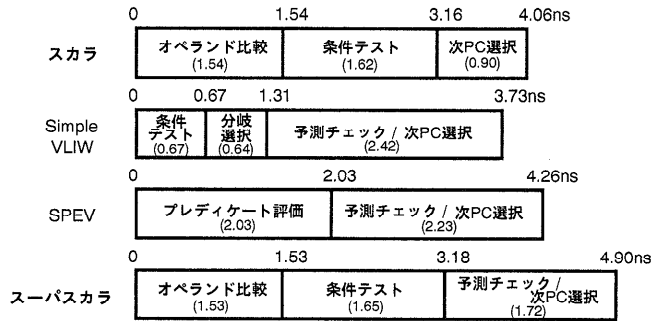 0 1.54 3.16 4.06ns
スカラ
オペランド比較
(1.54)
条件テスト
(1.62)
次PC選択
(0.90)
0 0.67 1.31 3.73ns
Simple
VLIW
条件
テスト
(0.67)
分岐
選択
(0.64)
予測チェック / 次PC選択
(2.42)
0 2.03 4.26ns
SPEV
プレディケート評価
(2.03)
予測チェック / 次PC選択
(2.23)
0 1.53 3.18 4.90ns
スーパスカラ
オペランド比較
(1.53)
条件テスト
(1.65)
予測チェック /
次PC選択
(1.72)